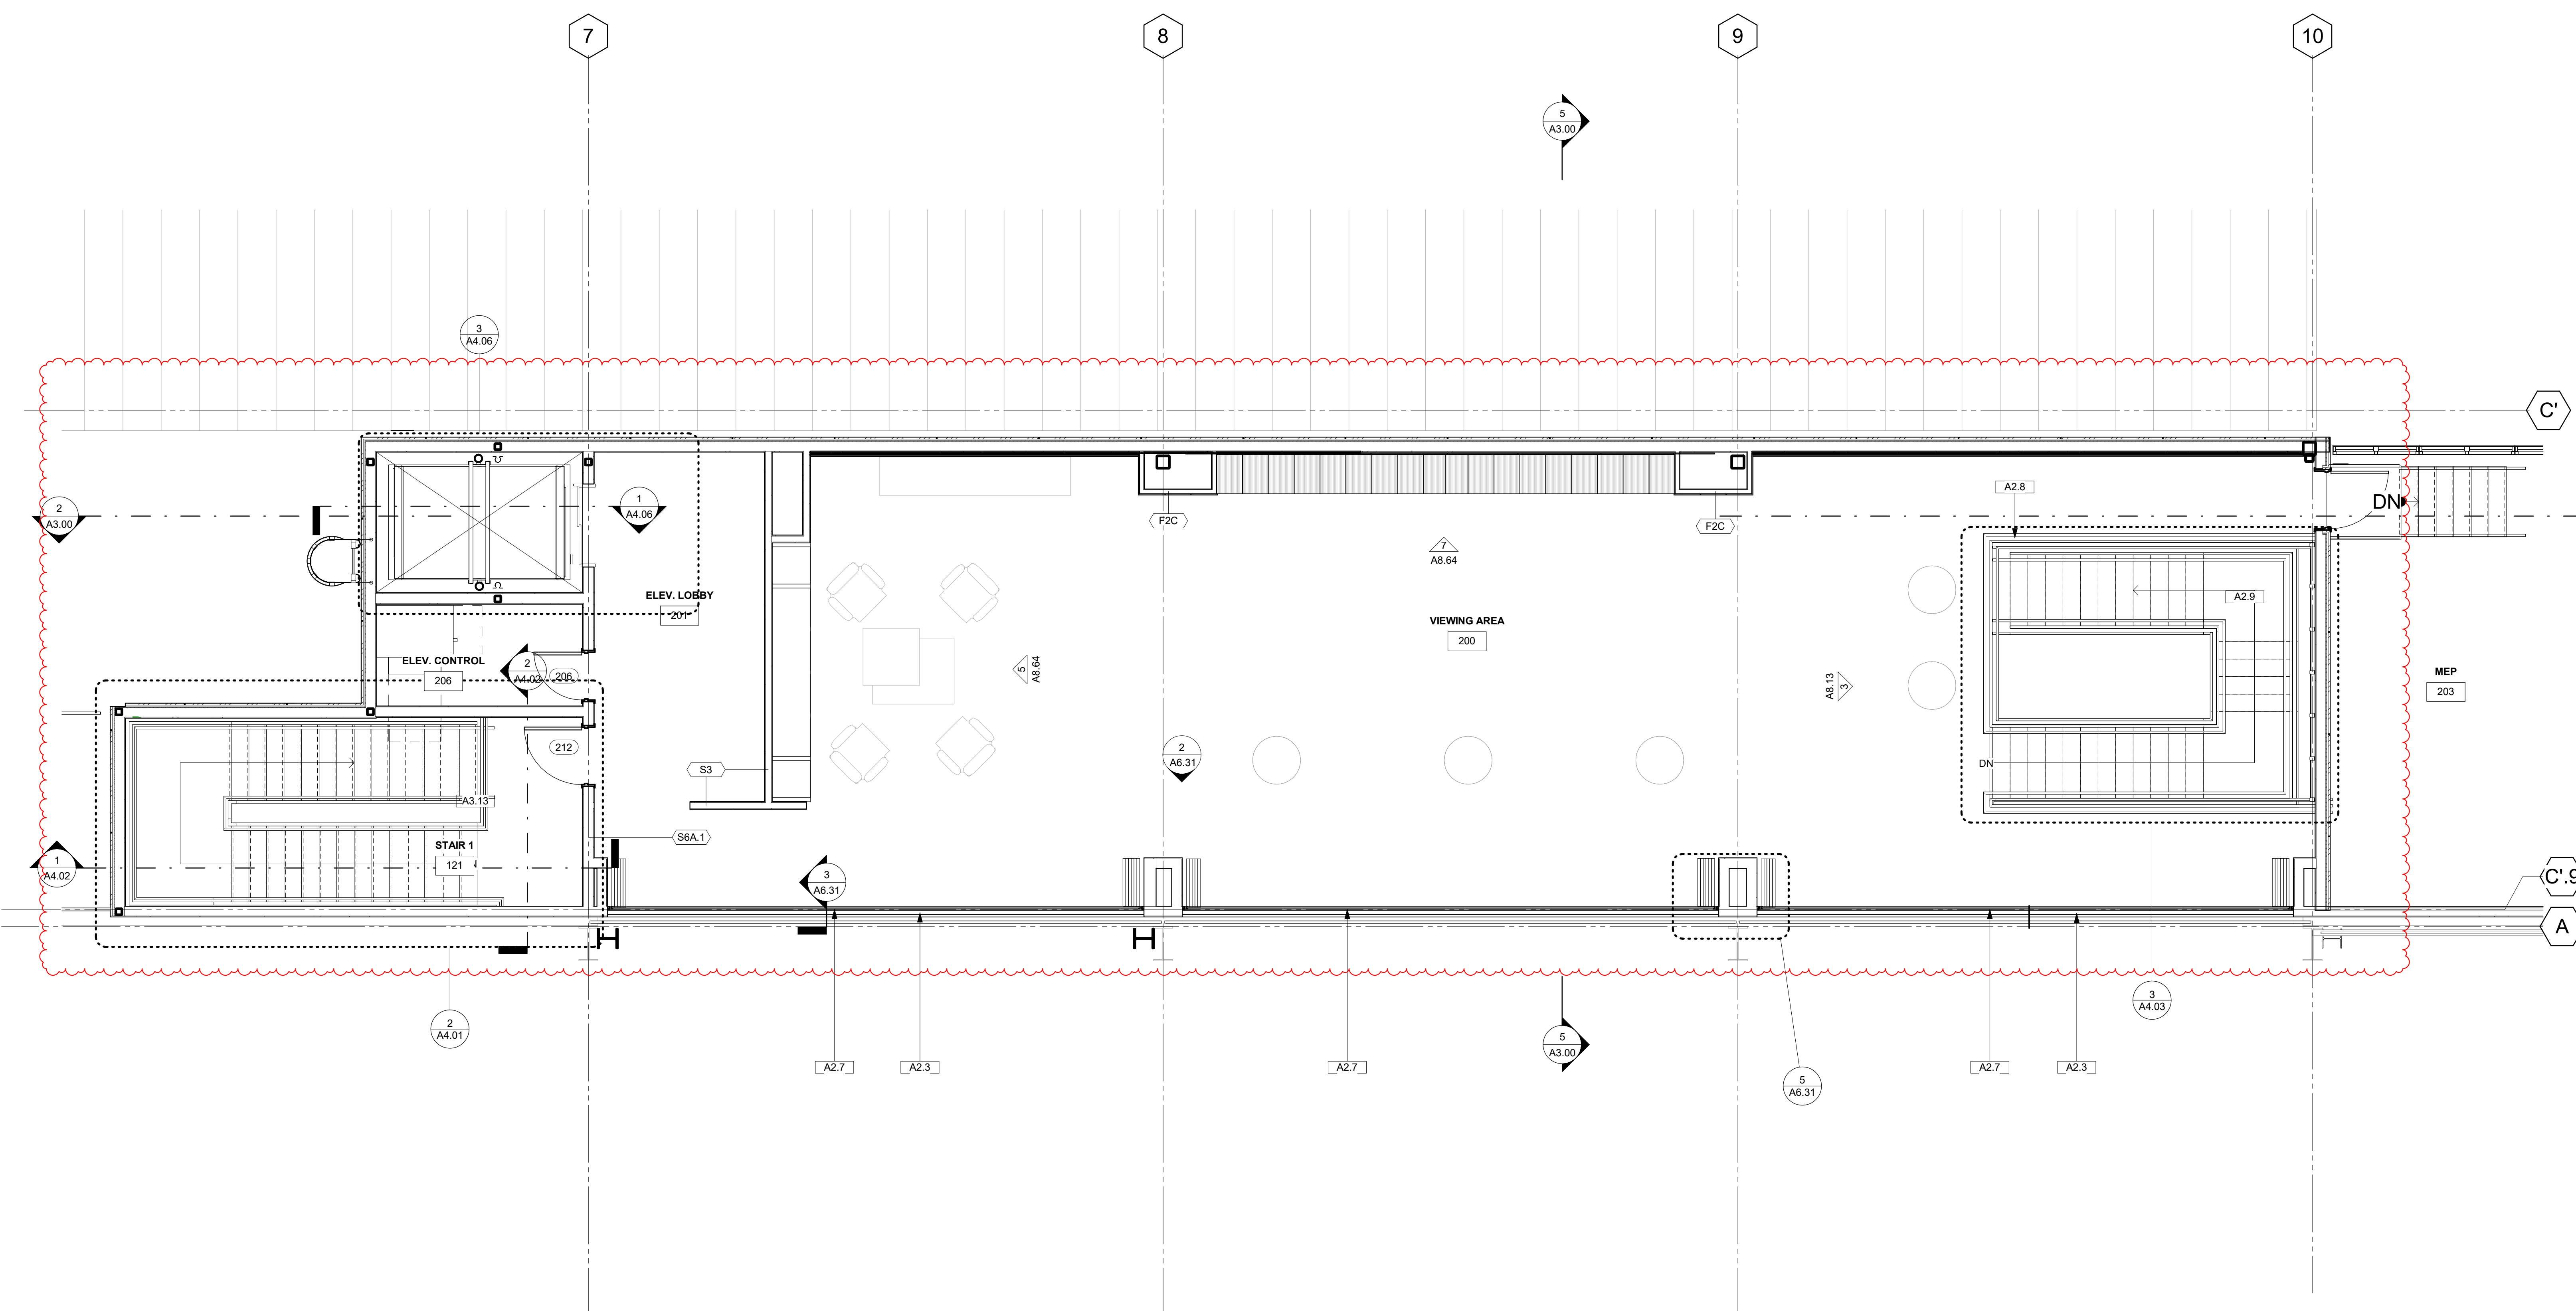 7
8
9
10
5
A3.00
3
A4.06
C'
2
A3.00
1
A4.06
A2.8
DN
F2C
F2C
7
A8.64
ELEV. LOBBY
201
A2.9
VIEWING AREA
200
ELEV. CONTROL
206
2
A4.02
206
5
A8.64
A8.13
3
MEP
203
212
2
A6.31
S3
DN
A3.13
S6A.1
STAIR 1
121
1
A4.02
3
A6.31
C'.9
A
2
A4.01
3
A4.03
5
A3.00
A2.7
A2.3
A2.7
A2.7
A2.3
5
A6.31